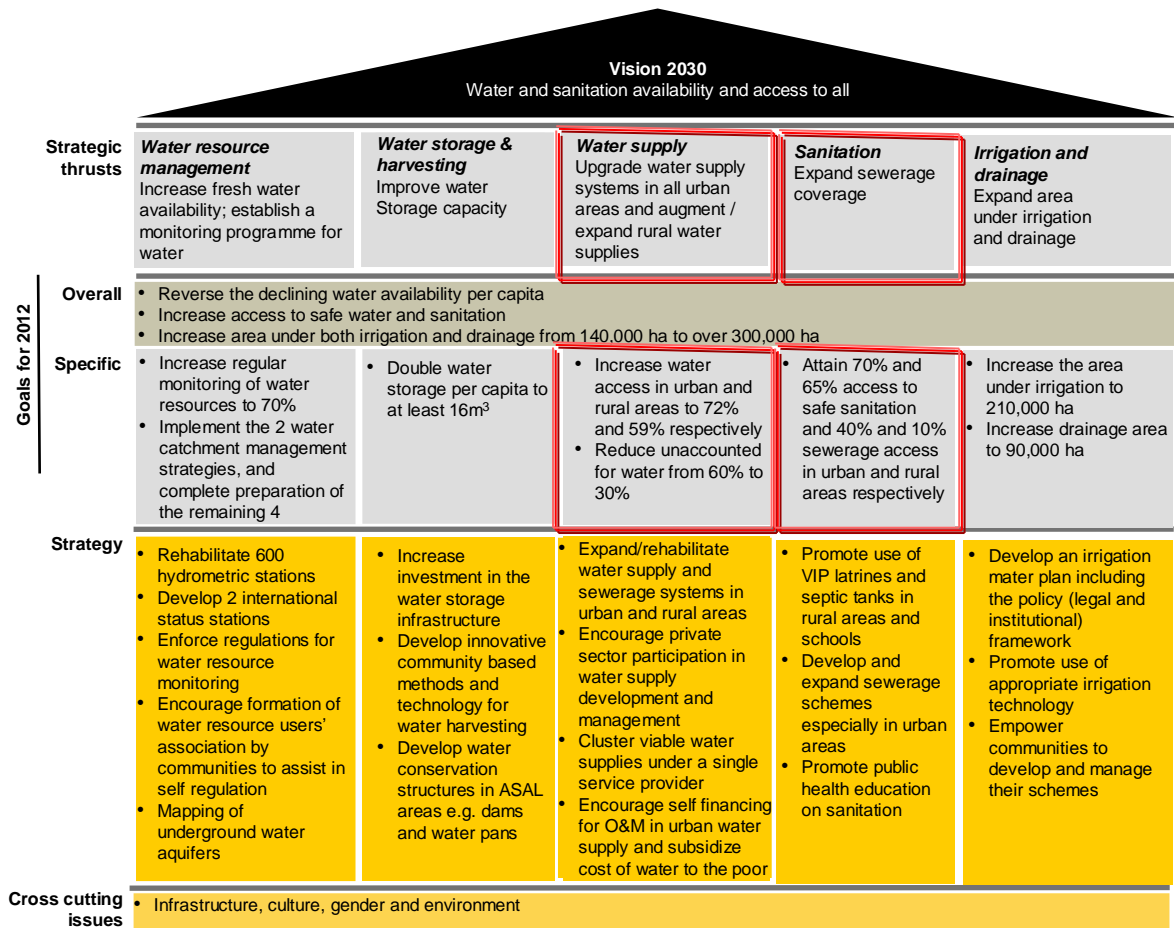 Vision 2030
Water and sanitation availability and access to all
Strategic
thrusts
Water resource
management
Increase fresh water
availability; establish a
monitoring programme for
water
Water storage &
harvesting
Improve water
Storage capacity
Water supply
Upgrade water supply
systems in all urban
areas and augment /
expand rural water
supplies
Sanitation
Expand sewerage
coverage
Irrigation and
drainage
Expand area
under irrigation
and drainage
Goals for 2012
Overall
• Reverse the declining water availability per capita
• Increase access to safe water and sanitation
• Increase area under both irrigation and drainage from 140,000 ha to over 300,000 ha
Specific
• Increase regular
monitoring of water
resources to 70%
• Implement the 2 water
catchment management
strategies, and
complete preparation of
the remaining 4
• Double water
storage per capita to
at least 16m³
• Increase water
access in urban and
rural areas to 72%
and 59% respectively
• Reduce unaccounted
for water from 60% to
30%
• Attain 70% and
65% access to
safe sanitation
and 40% and 10%
sewerage access
in urban and rural
areas respectively
• Increase the area
under irrigation to
210,000 ha
• Increase drainage area
to 90,000 ha
Strategy
• Rehabilitate 600
hydrometric stations
• Develop 2 international
status stations
• Enforce regulations for
water resource
monitoring
• Encourage formation of
water resource users’
association by
communities to assist in
self regulation
• Mapping of
underground water
aquifers
• Increase
investment in the
water storage
infrastructure
• Develop innovative
community based
methods and
technology for
water harvesting
• Develop water
conservation
structures in ASAL
areas e.g. dams
and water pans
• Expand/rehabilitate
water supply and
sewerage systems in
urban and rural areas
• Encourage private
sector participation in
water supply
development and
management
• Cluster viable water
supplies under a single
service provider
• Encourage self financing
for O&M in urban water
supply and subsidize
cost of water to the poor
• Promote use of
VIP latrines and
septic tanks in
rural areas and
schools
• Develop and
expand sewerage
schemes
especially in urban
areas
• Promote public
health education
on sanitation
• Develop an irrigation
mater plan including
the policy (legal and
institutional)
framework
• Promote use of
appropriate irrigation
technology
• Empower
communities to
develop and manage
their schemes
Cross cutting
issues
• Infrastructure, culture, gender and environment